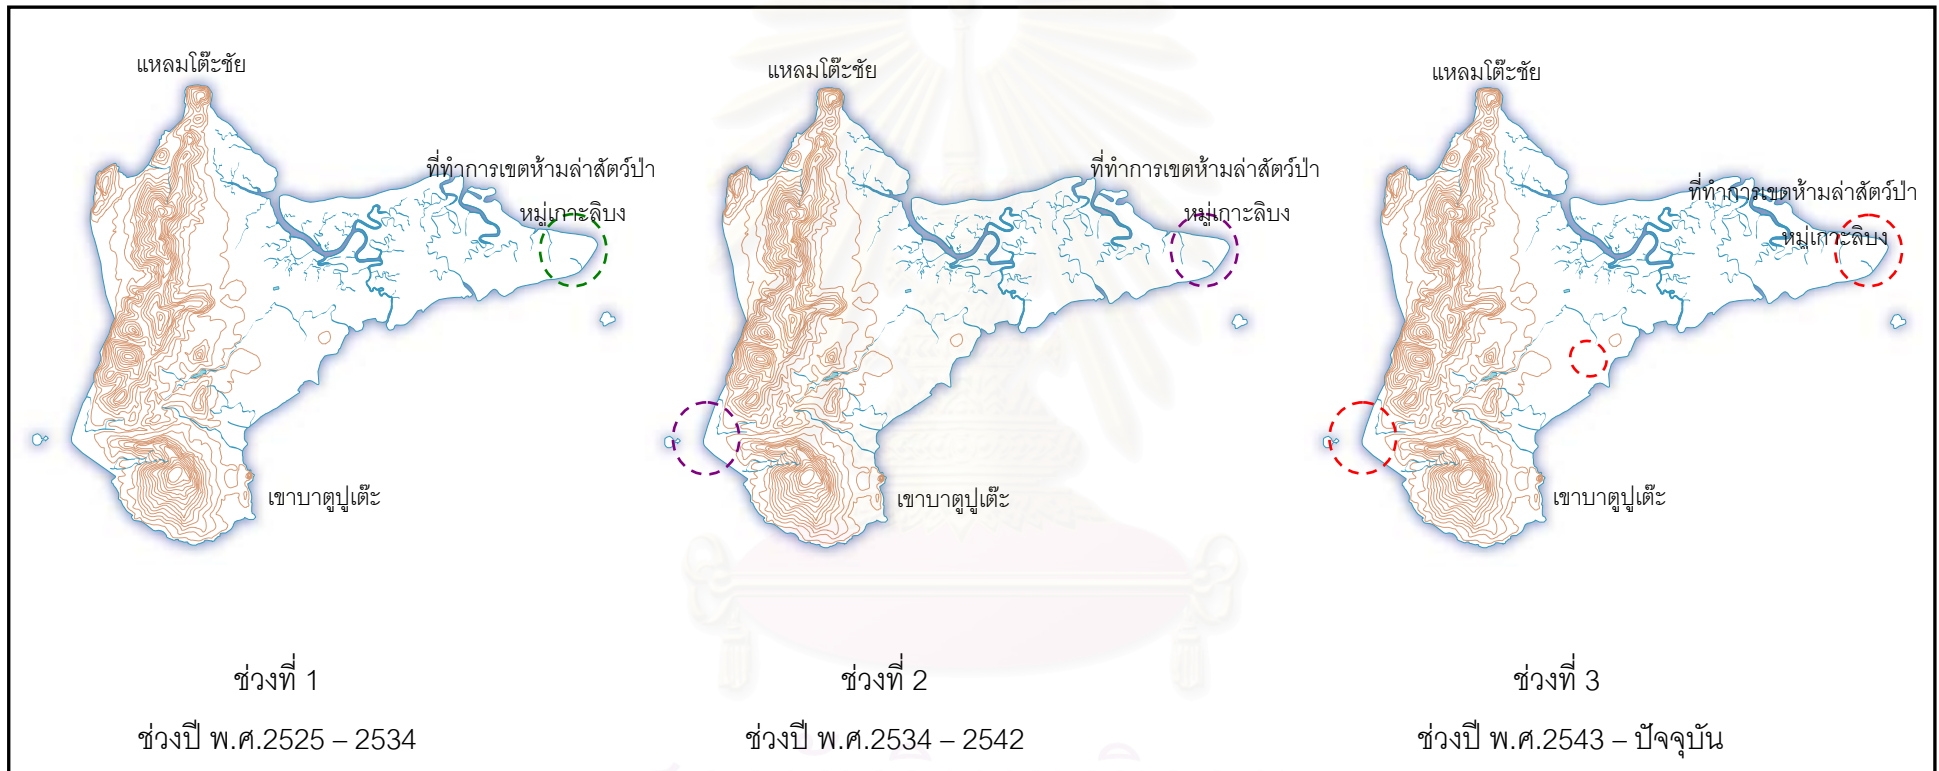 แหลมโต๊ะชัย
ที่ทำการเขตห้ามล่าสัตว์ป่า
หมู่เกาะลิบง
เขาบาตูปูเต๊ะ
ช่วงที่ 1
ช่วงปี พ.ศ.2525 – 2534
แหลมโต๊ะชัย
ที่ทำการเขตห้ามล่าสัตว์ป่า
หมู่เกาะลิบง
เขาบาตูปูเต๊ะ
ช่วงที่ 2
ช่วงปี พ.ศ.2534 – 2542
แหลมโต๊ะชัย
ที่ทำการเขตห้ามล่าสัตว์ป่า
หมู่เกาะลิบง
เขาบาตูปูเต๊ะ
ช่วงที่ 3
ช่วงปี พ.ศ.2543 – ปัจจุบัน